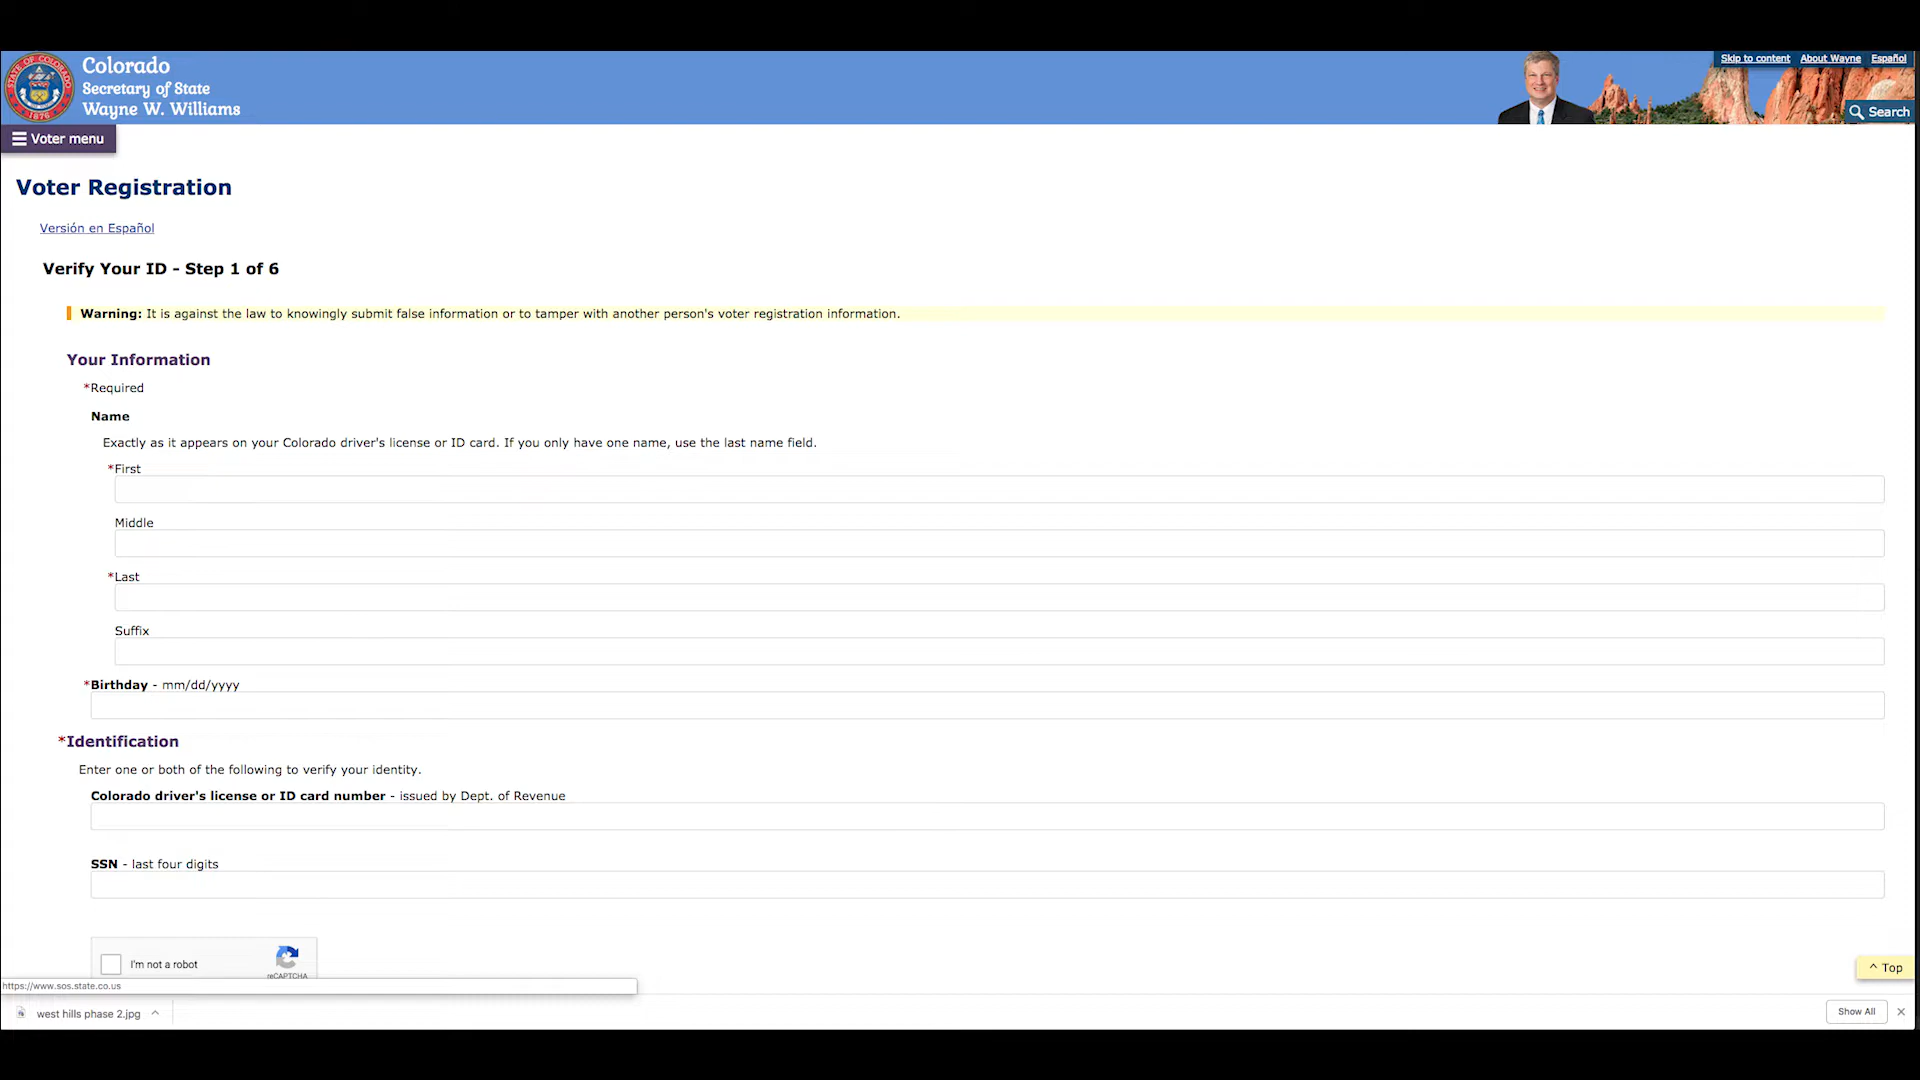 Colorado
Secretary of State
Wayne W. Williams
Skip to content About Wayne Español
Search
Voter menu
Voter Registration
Versión en Español
Verify Your ID - Step 1 of 6
Warning: It is against the law to knowingly submit false information or to tamper with another person's voter registration information.
Your Information
*Required
Name
Exactly as it appears on your Colorado driver's license or ID card. If you only have one name, use the last name field.
*First
Middle
*Last
Suffix
*Birthday - mm/dd/yyyy
*Identification
Enter one or both of the following to verify your identity.
Colorado driver's license or ID card number - issued by Dept. of Revenue
SSN - last four digits
I'm not a robot
reCAPTCHA
^ Top
https://www.sos.state.co.us
west hills phase 2.jpg
Show All